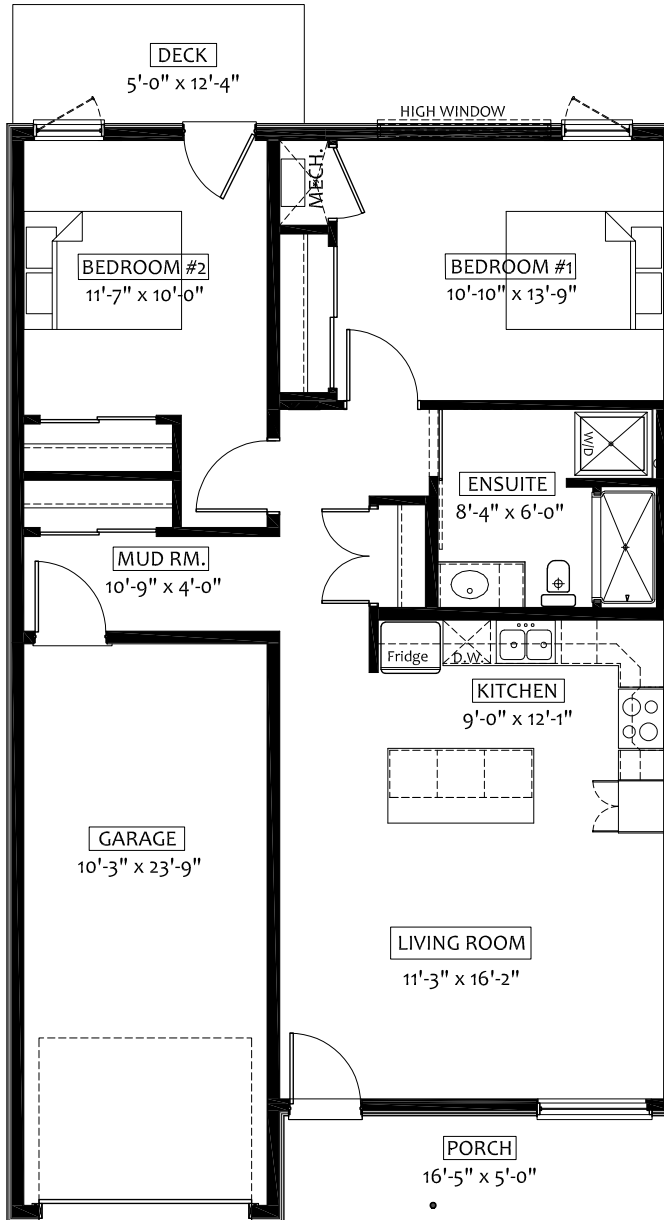 DECK
5'-0" x 12'-4"
HIGH WINDOW
MECH.
BEDROOM #2
11'-7" x 10'-0"
BEDROOM #1
10'-10" x 13'-9"
W/D
ENSUITE
8'-4" x 6'-0"
MUD RM.
10'-9" x 4'-0"
Fridge
D.W.
KITCHEN
9'-0" x 12'-1"
GARAGE
10'-3" x 23'-9"
LIVING ROOM
11'-3" x 16'-2"
PORCH
16'-5" x 5'-0"